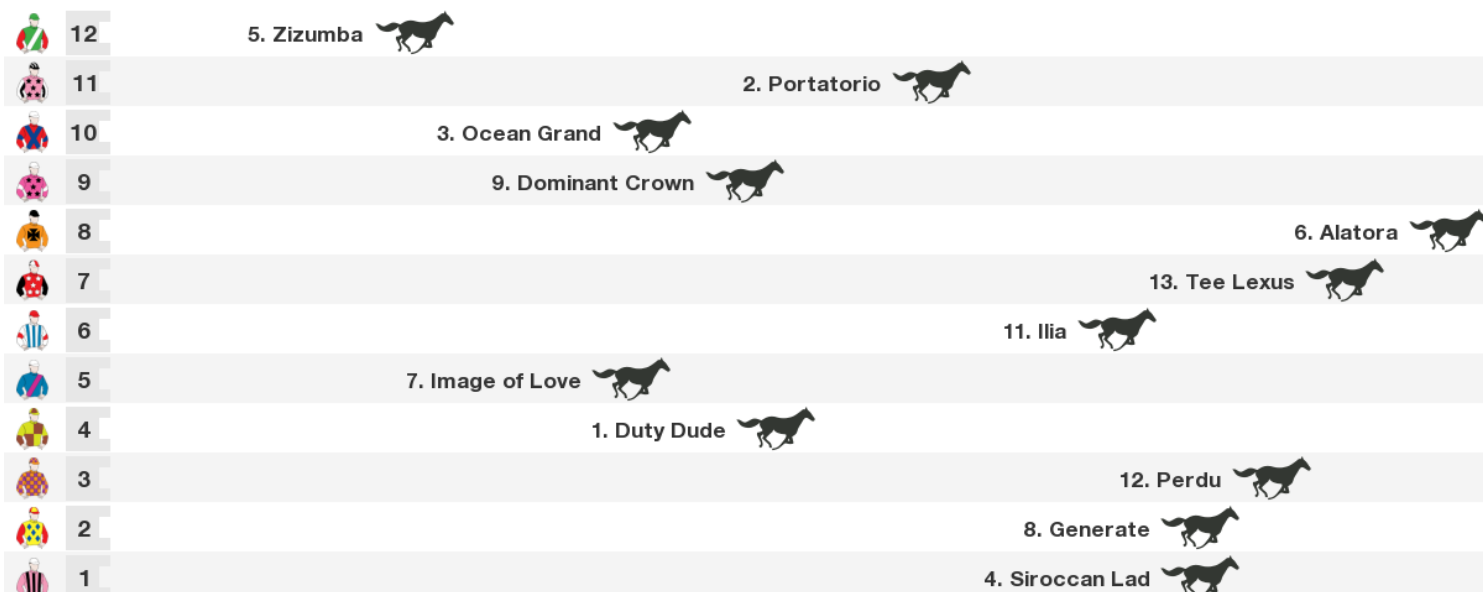 12 5. Zizumba
11 2. Portatorio
10 3. Ocean Grand
9 9. Dominant Crown
8 6. Alatora
7 13. Tee Lexus
6 11. Ilia
5 7. Image of Love
4 1. Duty Dude
3 12. Perdu
2 8. Generate
1 4. Siroccan Lad